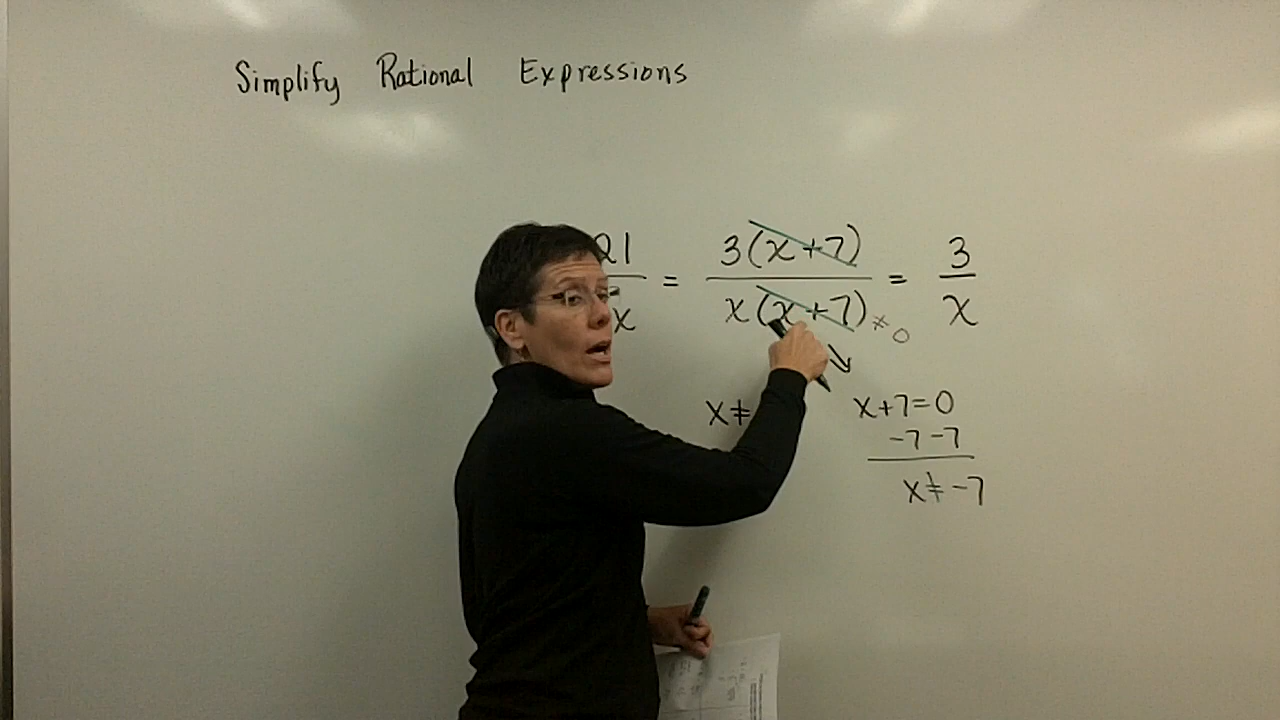 Simplify Rational Expressions
21 = 3(x+7) = 3
x x(x+7) ≠ 0 x
x≠ x+7=0
-7 -7
x≠ -7